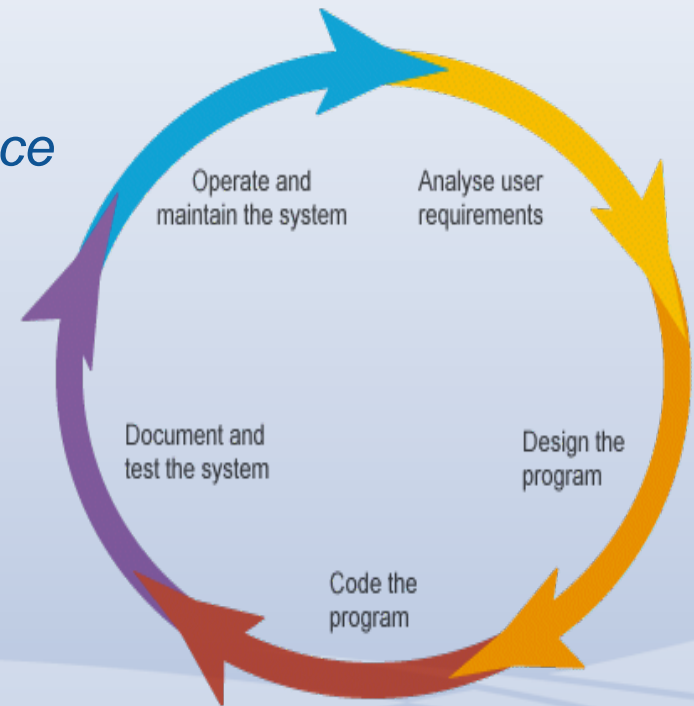 Operate and
maintain the system
Analyse user
requirements
Design the
program
Code the
program
Document and
test the system